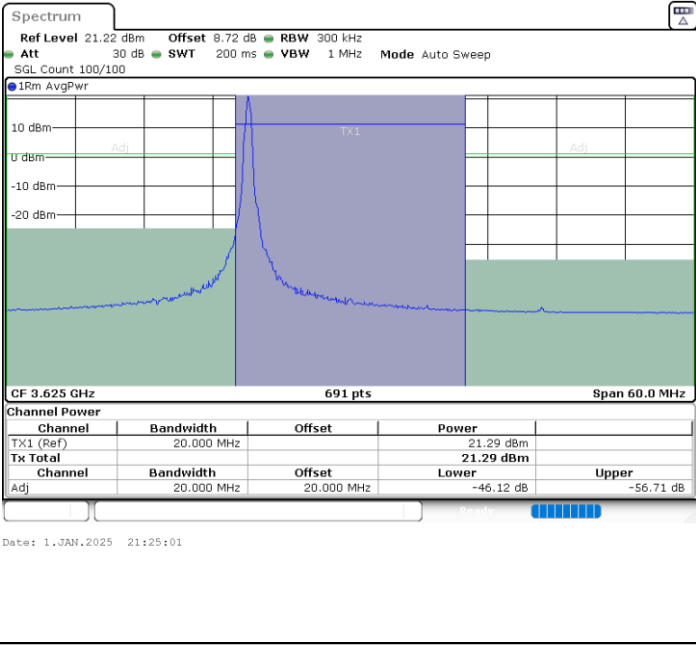 Spectrum
Ref Level 21.22 dBm Offset 8.72 dB RBW 300 kHz
Att 30 dB SWT 200 ms VBW 1 MHz Mode Auto Sweep
SGL Count 100/100
1Rm AvgPwr
10 dBm
TX1
Adj
Adj
0 dBm
-10 dBm
-20 dBm
CF 3.625 GHz 691 pts Span 60.0 MHz
Channel Power
Channel Bandwidth Offset Power
TX1 (Ref) 20.000 MHz 21.29 dBm
Tx Total 21.29 dBm
Channel Bandwidth Offset Lower Upper
Adj 20.000 MHz 20.000 MHz -46.12 dB -56.71 dB
Ready
Date: 1.JAN.2025 21:25:01